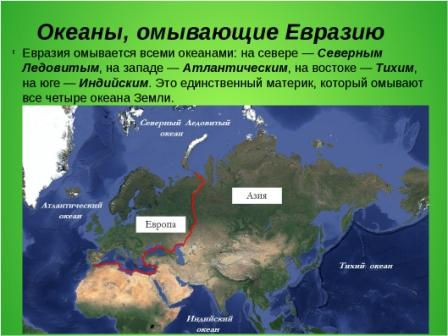 Океаны, омывающие Евразию
Евразия омывается всеми океанами: на севере — Северным
Ледовитым, на западе — Атлантическим, на востоке — Тихим,
на юге — Индийским. Это единственный материк, который омывают
все четыре океана Земли.
Северный Ледовитый
океан
Азия
Атлантический
океан
Европа
Тихий океан
Индийский
океан